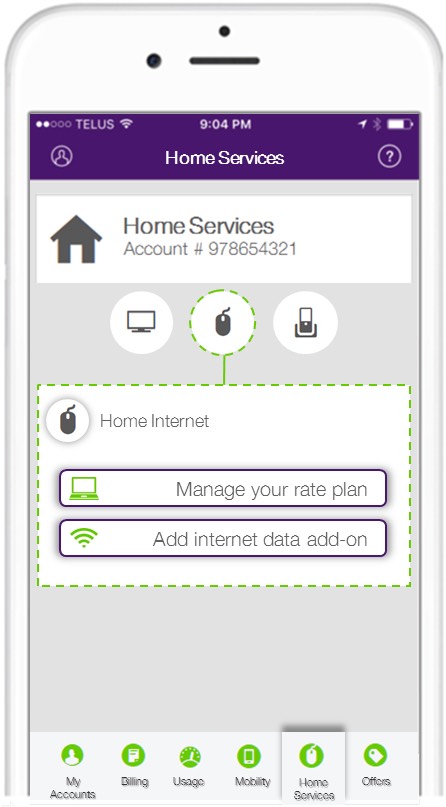 TELUS 9:04 PM
Home Services
?
Home Services
Account # 978654321
Home Internet
Manage your rate plan
Add internet data add-on
My Accounts
Billing
Usage
Mobility
Home Services
Offers